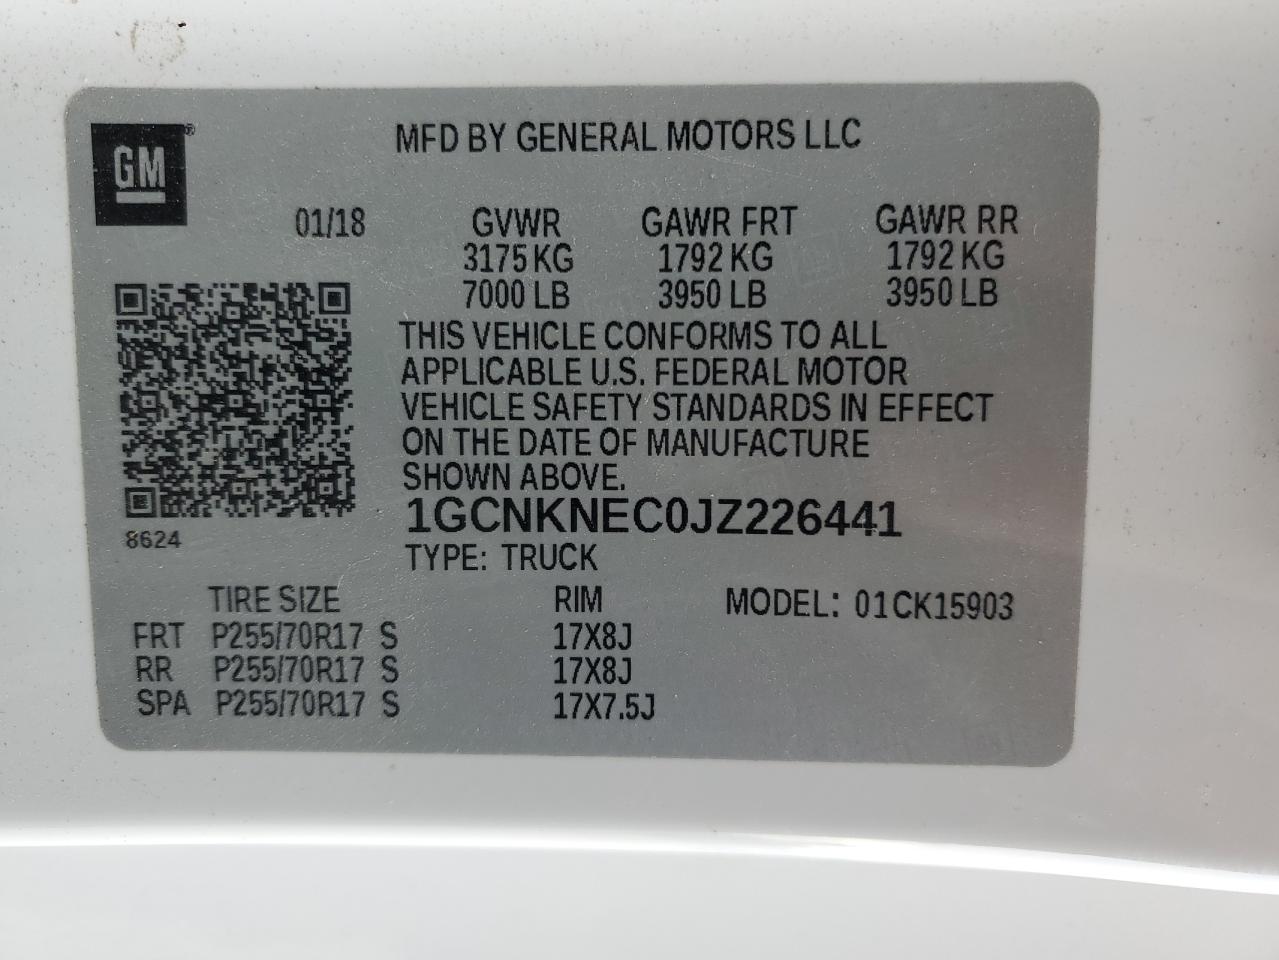 GM®
MFD BY GENERAL MOTORS LLC
01/18 GVWR GAWR FRT GAWR RR
3175 KG 1792 KG 1792 KG
7000 LB 3950 LB 3950 LB
THIS VEHICLE CONFORMS TO ALL
APPLICABLE U.S. FEDERAL MOTOR
VEHICLE SAFETY STANDARDS IN EFFECT
ON THE DATE OF MANUFACTURE
SHOWN ABOVE.
1GCNKNEC0JZ226441
8624
TYPE: TRUCK
TIRE SIZE RIM MODEL: 01CK15903
FRT P255/70R17 S 17X8J
RR P255/70R17 S 17X8J
SPA P255/70R17 S 17X7.5J